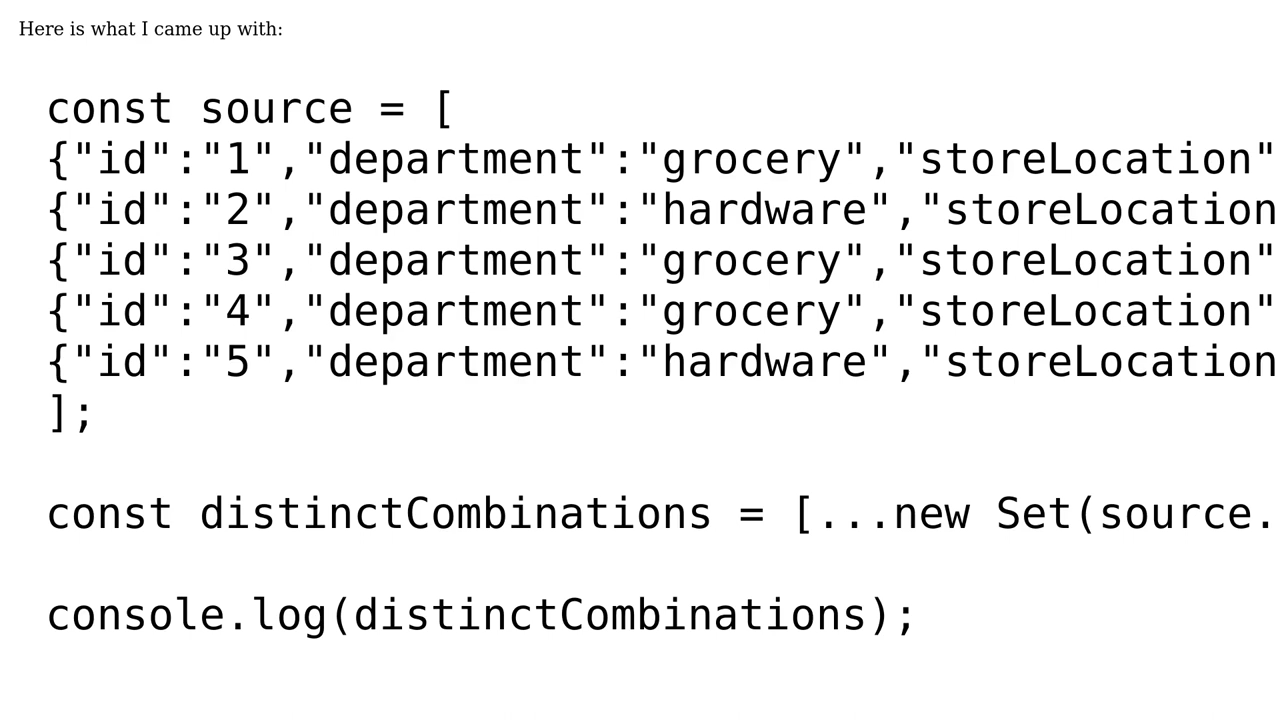 Here is what I came up with:
const source = [
{"id":"1","department":"grocery","storeLocation"
{"id":"2","department":"hardware","storeLocation
{"id":"3","department":"grocery","storeLocation"
{"id":"4","department":"grocery","storeLocation"
{"id":"5","department":"hardware","storeLocation
];
const distinctCombinations = [...new Set(source.
console.log(distinctCombinations);